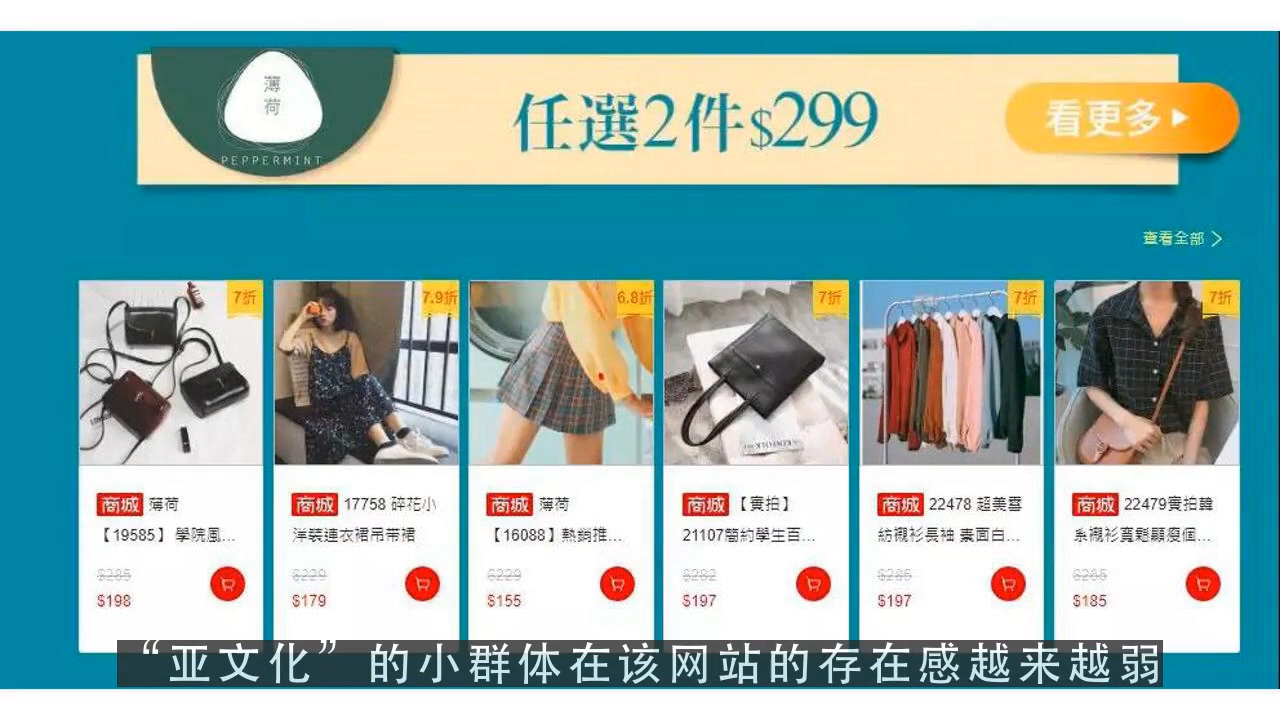 薄
荷
PEPPERMINT
任選2件$299
看更多
查看全部
7折
7.9折
6.8折
7折
7折
7折
商城 薄荷
【19585】學院風...
$285
$198
商城 17758 碎花小
洋裝連衣裙吊帶裙
$229
$179
商城 薄荷
【16088】熱銷推...
$229
$155
商城 【實拍】
21107簡約學生百...
$282
$197
商城 22478 超美雪
紡襯衫長袖 裏面白...
$285
$197
商城 22479實拍韓
系襯衫寬鬆顯瘦個...
$265
$185
“亚文化”的小群体在该网站的存在感越来越弱